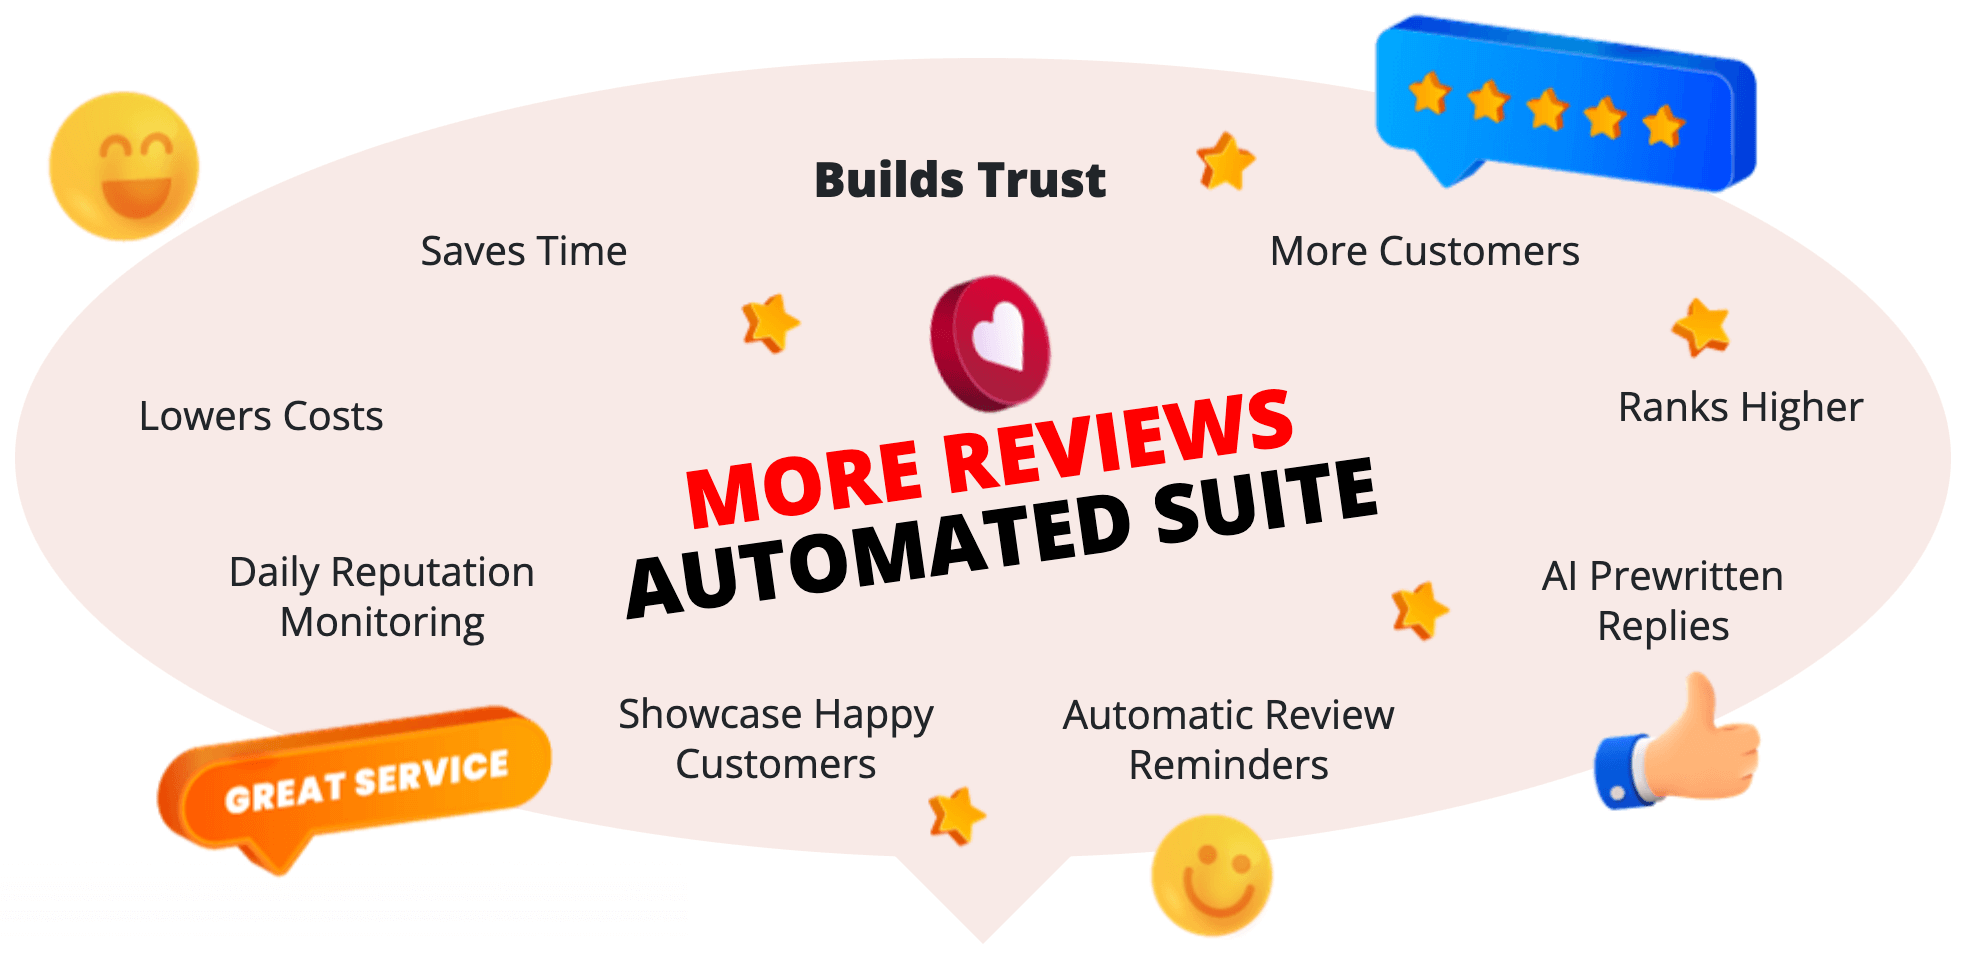 Builds Trust
Saves Time
More Customers
Lowers Costs
Ranks Higher
MORE REVIEWS
AUTOMATED SUITE
Daily Reputation
Monitoring
AI Prewritten
Replies
Showcase Happy
Customers
Automatic Review
Reminders
GREAT SERVICE